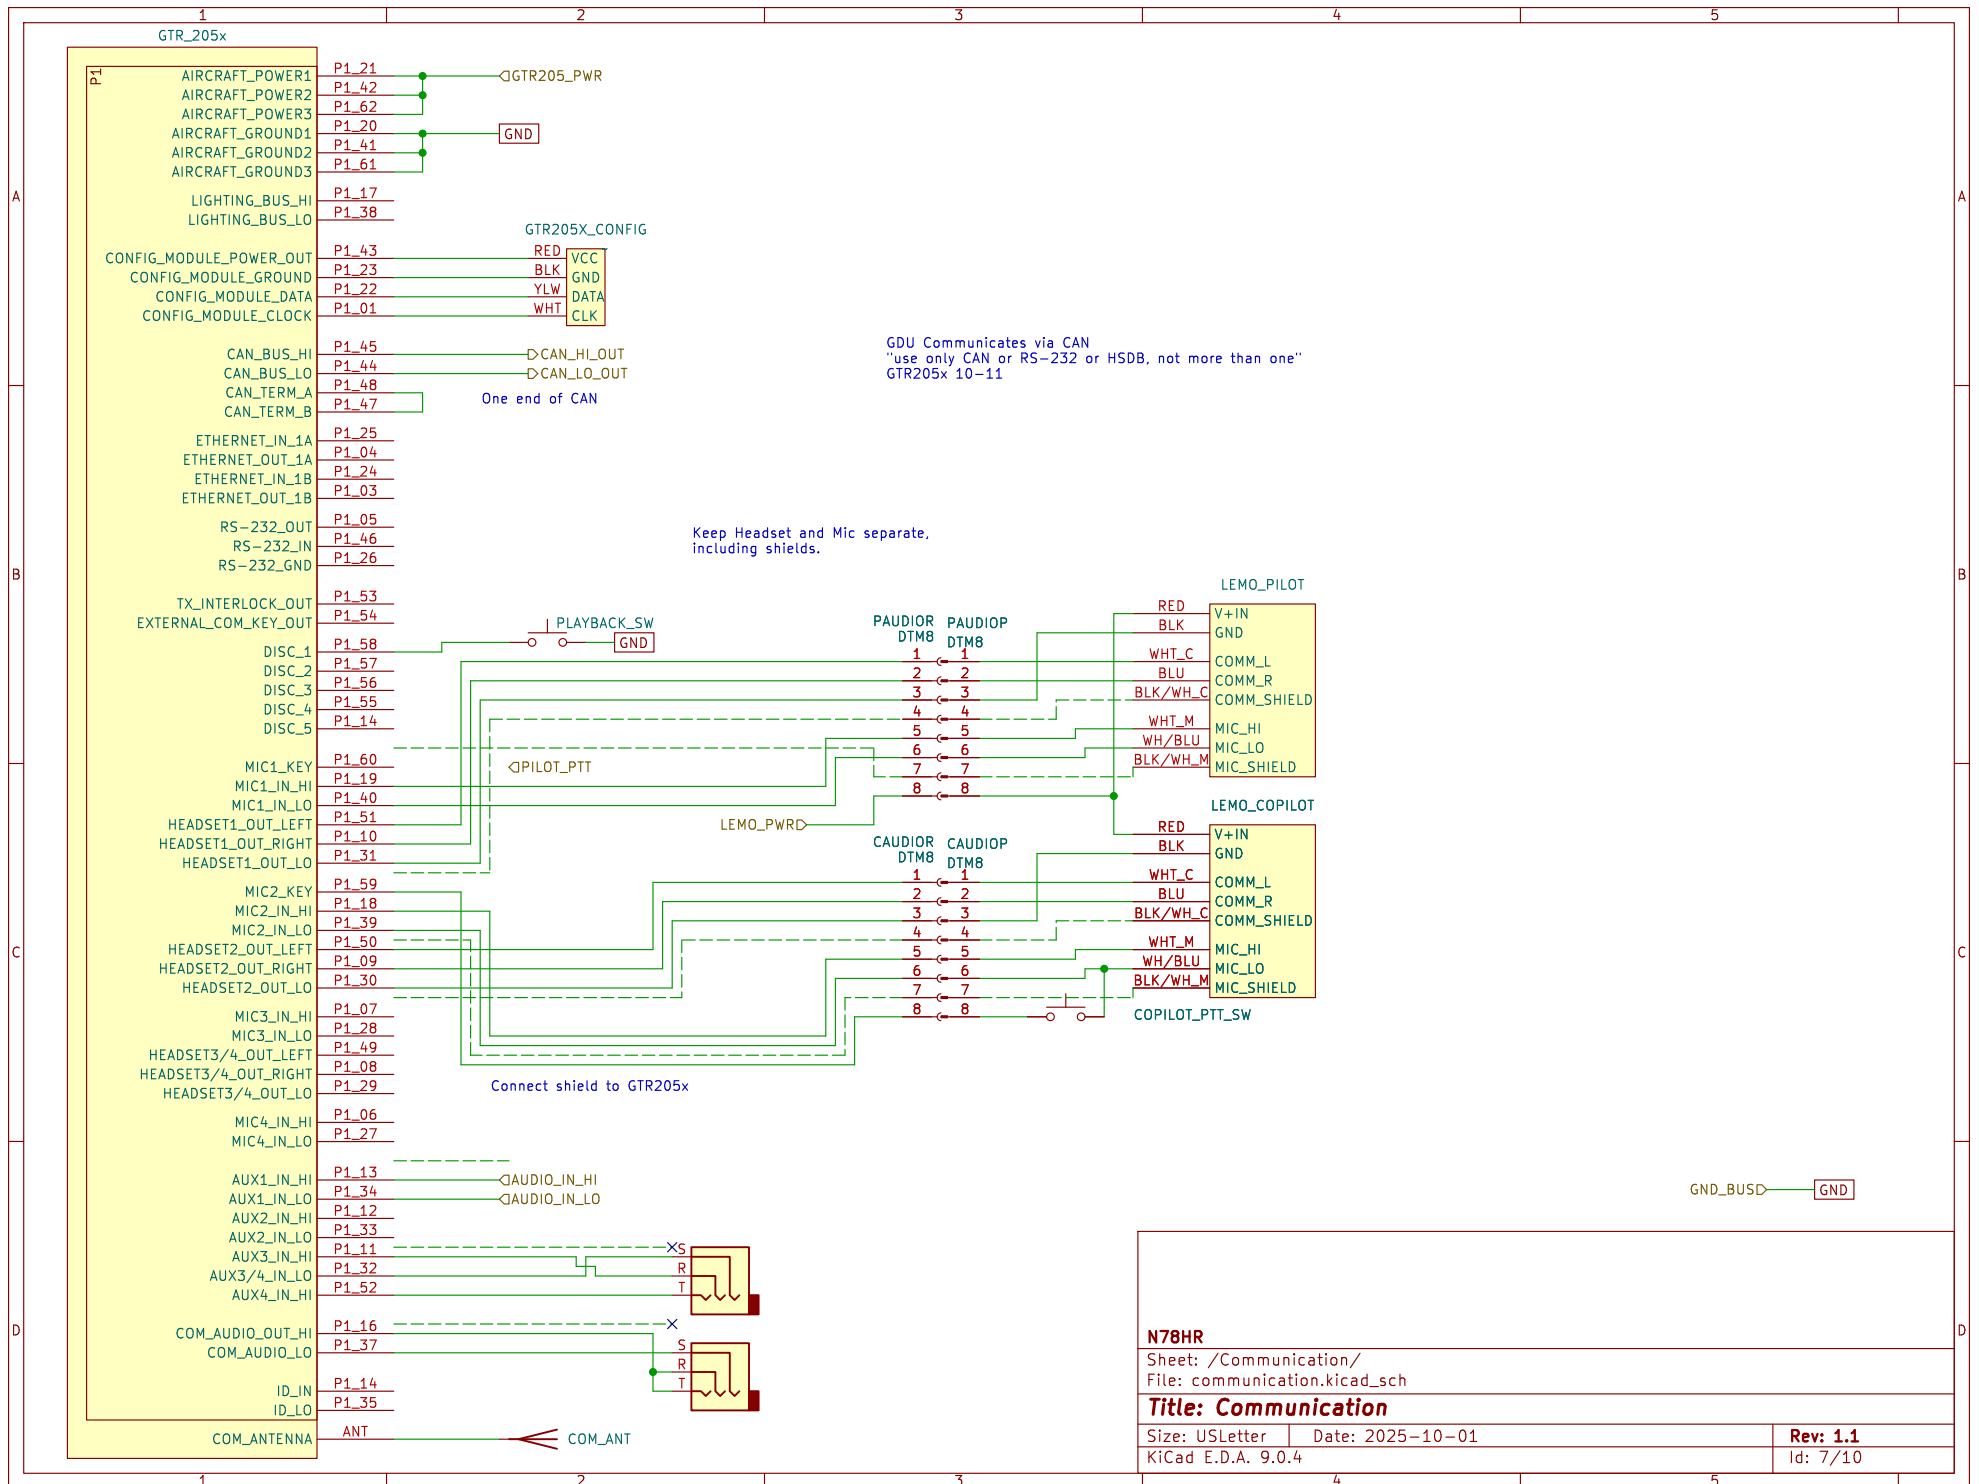 1 2 3 4 5
GTR_205x
P1
AIRCRAFT_POWER1 P1_21 GTR205_PWR
AIRCRAFT_POWER2 P1_42
AIRCRAFT_POWER3 P1_62
AIRCRAFT_GROUND1 P1_20 GND
AIRCRAFT_GROUND2 P1_41
AIRCRAFT_GROUND3 P1_61
A A
LIGHTING_BUS_HI P1_17
LIGHTING_BUS_LO P1_38
GTR205X_CONFIG
CONFIG_MODULE_POWER_OUT P1_43 RED VCC
CONFIG_MODULE_GROUND P1_23 BLK GND
CONFIG_MODULE_DATA P1_22 YLW DATA
CONFIG_MODULE_CLOCK P1_01 WHT CLK
GDU Communicates via CAN
"use only CAN or RS-232 or HSDB, not more than one"
GTR205x 10-11
CAN_BUS_HI P1_45 CAN_HI_OUT
CAN_BUS_LO P1_44 CAN_LO_OUT
CAN_TERM_A P1_48
One end of CAN
CAN_TERM_B P1_47
ETHERNET_IN_1A P1_25
ETHERNET_OUT_1A P1_04
ETHERNET_IN_1B P1_24
ETHERNET_OUT_1B P1_03
RS-232_OUT P1_05
RS-232_IN P1_46
RS-232_GND P1_26
Keep Headset and Mic separate,
including shields.
B B
TX_INTERLOCK_OUT P1_53
EXTERNAL_COM_KEY_OUT P1_54
DISC_1 P1_58 PLAYBACK_SW GND
DISC_2 P1_57
DISC_3 P1_56
DISC_4 P1_55
DISC_5 P1_14
LEMO_PILOT
PAUDIOR PAUDIOP
DTM8 DTM8
RED V+IN
BLK GND
1 1 WHT_C COMM_L
2 2 BLU COMM_R
3 3 BLK/WH_C COMM_SHIELD
4 4
5 5 WHT_M MIC_HI
6 6 WH/BLU MIC_LO
7 7 BLK/WH_M MIC_SHIELD
8 8
MIC1_KEY P1_60 PILOT_PTT
MIC1_IN_HI P1_19
MIC1_IN_LO P1_40
HEADSET1_OUT_LEFT P1_51 LEMO_PWR
HEADSET1_OUT_RIGHT P1_10
HEADSET1_OUT_LO P1_31
LEMO_COPILOT
CAUDIOR CAUDIOP
DTM8 DTM8
RED V+IN
BLK GND
1 1 WHT_C COMM_L
2 2 BLU COMM_R
3 3 BLK/WH_C COMM_SHIELD
4 4
5 5 WHT_M MIC_HI
6 6 WH/BLU MIC_LO
7 7 BLK/WH_M MIC_SHIELD
8 8 COPILOT_PTT_SW
MIC2_KEY P1_59
MIC2_IN_HI P1_18
MIC2_IN_LO P1_39
HEADSET2_OUT_LEFT P1_50
C C
HEADSET2_OUT_RIGHT P1_09
HEADSET2_OUT_LO P1_30
MIC3_IN_HI P1_07
MIC3_IN_LO P1_28
HEADSET3/4_OUT_LEFT P1_49
HEADSET3/4_OUT_RIGHT P1_08
HEADSET3/4_OUT_LO P1_29
Connect shield to GTR205x
MIC4_IN_HI P1_06
MIC4_IN_LO P1_27
AUX1_IN_HI P1_13 AUDIO_IN_HI
AUX1_IN_LO P1_34 AUDIO_IN_LO
GND_BUS GND
AUX2_IN_HI P1_12
AUX2_IN_LO P1_33
AUX3_IN_HI P1_11 S
AUX3/4_IN_LO P1_32 R
AUX4_IN_HI P1_52 T
D D
COM_AUDIO_OUT_HI P1_16
COM_AUDIO_LO P1_37 S
R
T
ID_IN P1_14
ID_LO P1_35
COM_ANTENNA ANT COM_ANT
N78HR
Sheet: /Communication/
File: communication.kicad_sch
Title: Communication
Size: USLetter Date: 2025-10-01 Rev: 1.1
KiCad E.D.A. 9.0.4 Id: 7/10
1 2 3 4 5